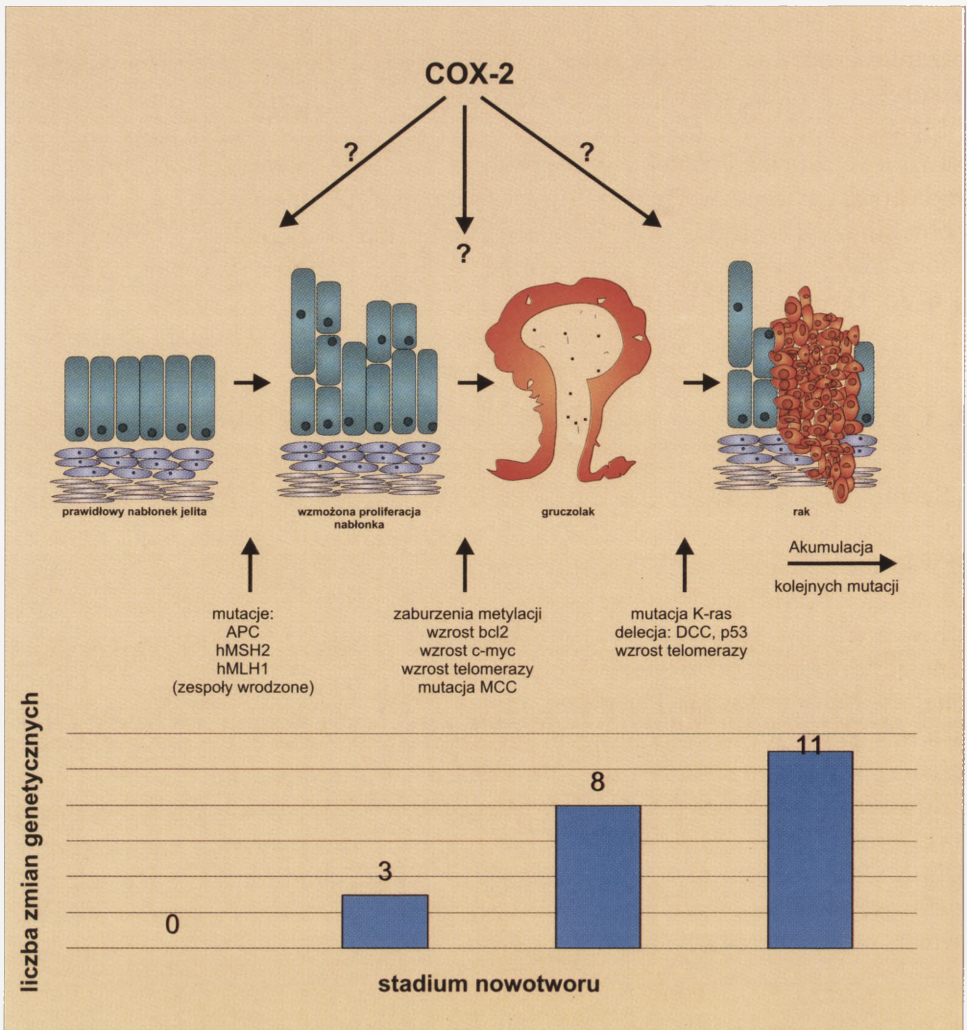 COX-2
?
?
?
prawidłowy nabłonek jelita
wzmożona proliferacja
nabłonka
gruczolak
rak
Akumulacja
kolejnych mutacji
mutacje:
APC
hMSH2
hMLH1
(zespoły wrodzone)
zaburzenia metylacji
wzrost bcl2
wzrost c-myc
wzrost telomerazy
mutacja MCC
mutacja K-ras
delecja: DCC, p53
wzrost telomerazy
liczba zmian genetycznych
0
3
8
11
stadium nowotworu